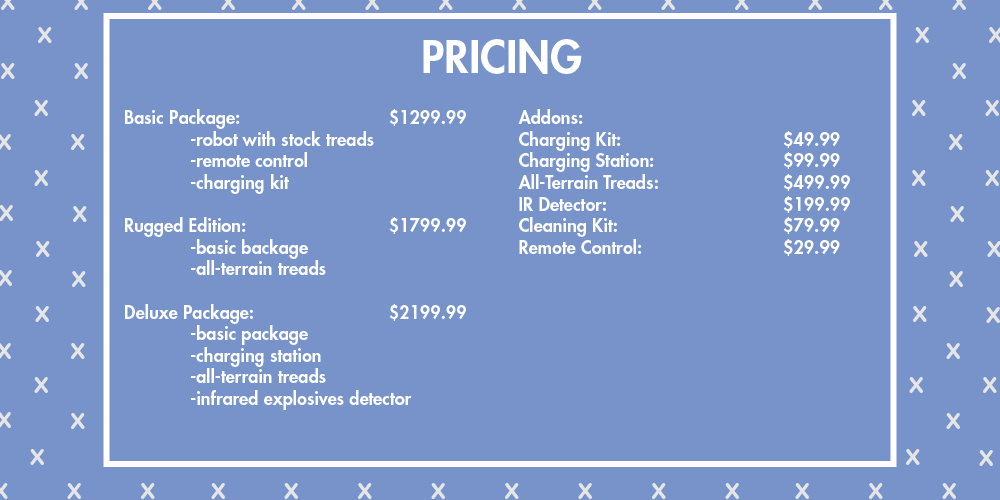 PRICING
Basic Package: $1299.99
-robot with stock treads
-remote control
-charging kit
Rugged Edition: $1799.99
-basic backage
-all-terrain treads
Deluxe Package: $2199.99
-basic package
-charging station
-all-terrain treads
-infrared explosives detector
Addons:
Charging Kit: $49.99
Charging Station: $99.99
All-Terrain Treads: $499.99
IR Detector: $199.99
Cleaning Kit: $79.99
Remote Control: $29.99